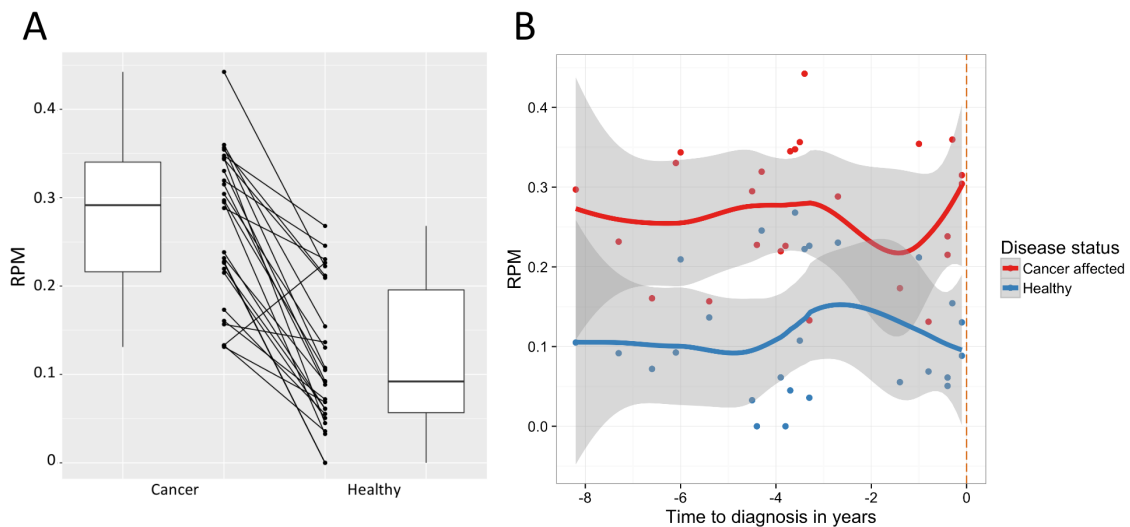 A
RPM
0.4
0.3
0.2
0.1
0
Cancer Healthy
B
RPM
0.4
0.3
0.2
0.1
0.0
-8 -6 -4 -2 0
Time to diagnosis in years
Disease status
Cancer affected
Healthy